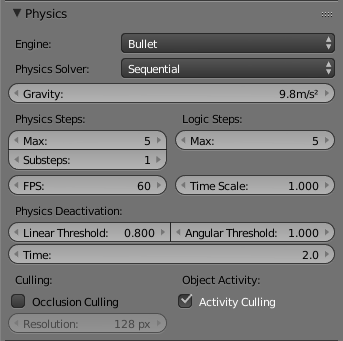 Physics
Engine: Bullet
Physics Solver: Sequential
Gravity: 9.8m/s²
Physics Steps: Logic Steps:
Max: 5 Max: 5
Substeps: 1
FPS: 60 Time Scale: 1.000
Physics Deactivation:
Linear Threshold: 0.800 Angular Threshold: 1.000
Time: 2.0
Culling: Object Activity:
Occlusion Culling Activity Culling
Resolution: 128 px